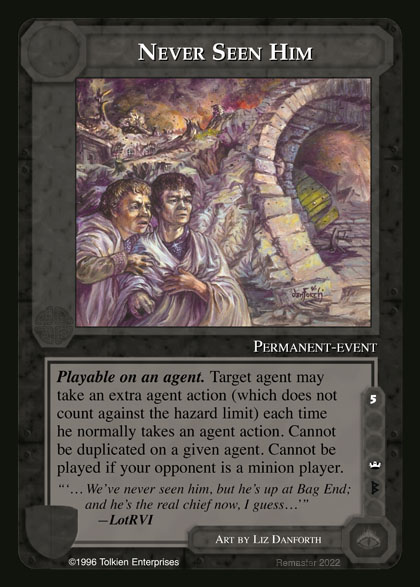 NEVER SEEN HIM
PERMANENT-EVENT
Playable on an agent. Target agent may
take an extra agent action (which does not
count against the hazard limit) each time
he normally takes an agent action. Cannot
be duplicated on a given agent. Cannot be
played if your opponent is a minion player.
“‘… We've never seen him, but he's up at Bag End;
and he's the real chief now, I guess…’”
—LotRVI
5
ART BY LIZ DANFORTH
©1996 Tolkien Enterprises
Remaster 2022